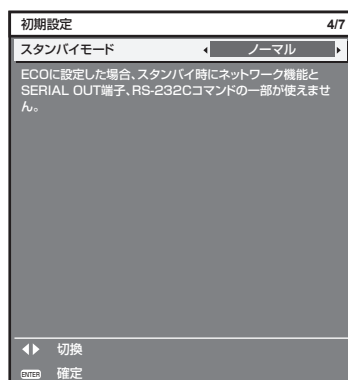 初期設定 4/7
スタンバイモード ノーマル
ECOに設定した場合、スタンバイ時にネットワーク機能と
SERIAL OUT端子、RS-232Cコマンドの一部が使えませ
ん。
切換
ENTER 確定